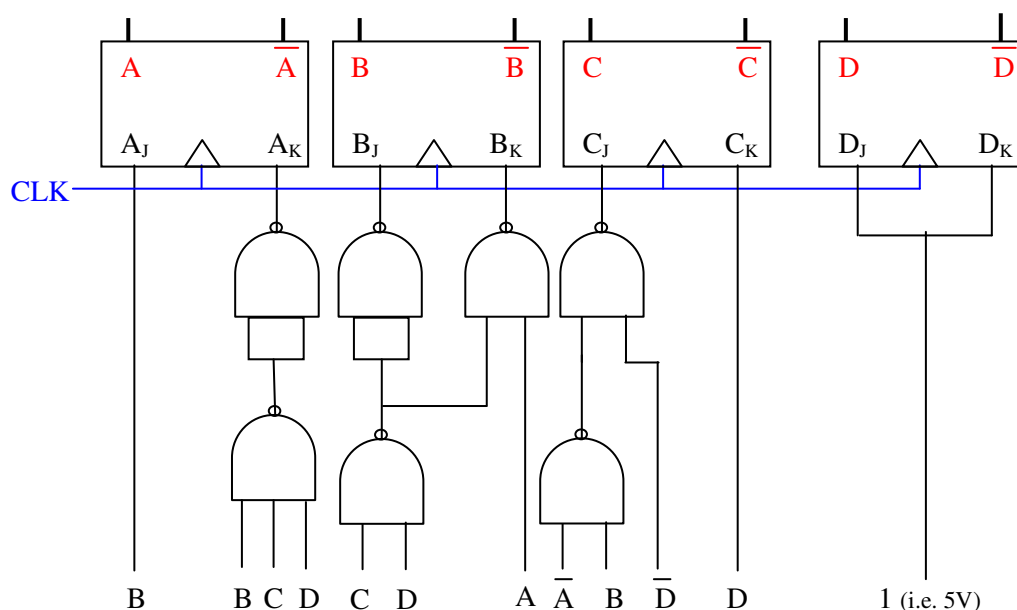 A A̅ B B̅ C C̅ D D̅
A_J A_K B_J B_K C_J C_K D_J D_K
CLK
B B C D C D A A̅ B D̅ D 1 (i.e. 5V)